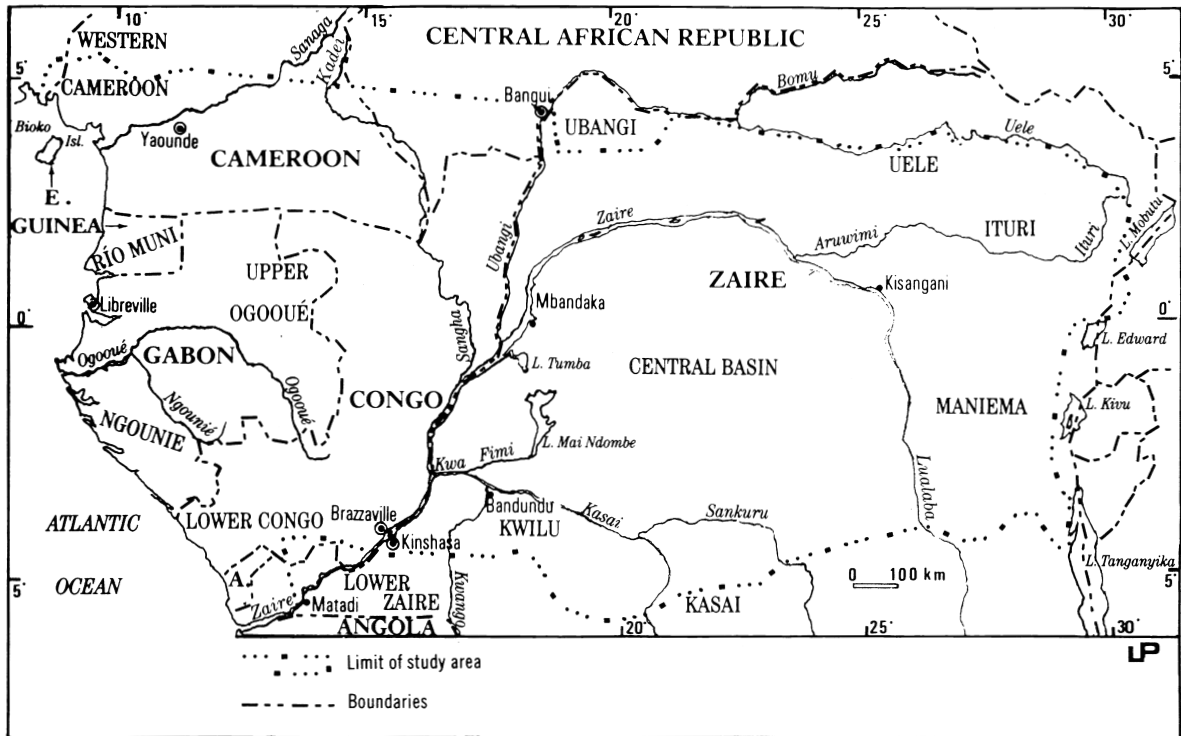 10°
15°
20°
25°
30°
WESTERN
CAMEROON
Sanaga
Kadei
CENTRAL AFRICAN REPUBLIC
5°
5°
Bomu
Bangui
UBANGI
Bioko
Isl.
Yaounde
Uele
CAMEROON
UELE
E.
GUINEA
RÍO MUNI
Zaire
ITURI
Aruwimi
Ituri
L. Mobutu
Ubangi
UPPER
OGOOUÉ
ZAIRE
Kisangani
Libreville
Mbandaka
0°
0°
Sangha
Ogooué
GABON
L. Edward
L. Tumba
CENTRAL BASIN
Ngounié
Ogooué
CONGO
MANIEMA
L. Kivu
NGOUNIE
L. Mai Ndombe
Kwa
Fimi
Lualaba
Bandundu
KWILU
Kasai
Sankuru
ATLANTIC
OCEAN
LOWER CONGO
Brazzaville
Kinshasa
A.
LOWER
ZAIRE
Zaire
Matadi
Kwango
ANGOLA
KASAI
0 100 km
L. Tanganyika
5°
5°
20°
25°
30°
UP
Limit of study area
Boundaries